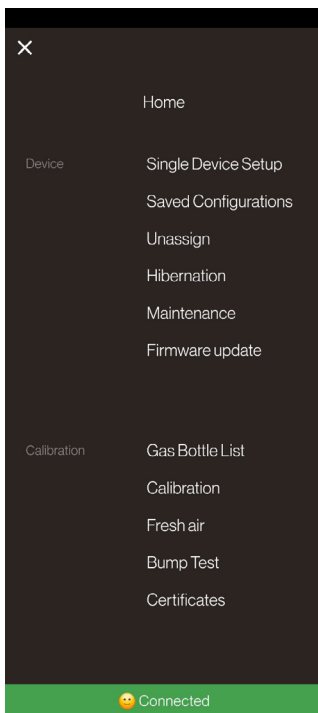 Home
Device Single Device Setup
Saved Configurations
Unassign
Hibernation
Maintenance
Firmware update
Calibration Gas Bottle List
Calibration
Fresh air
Bump Test
Certificates
Connected